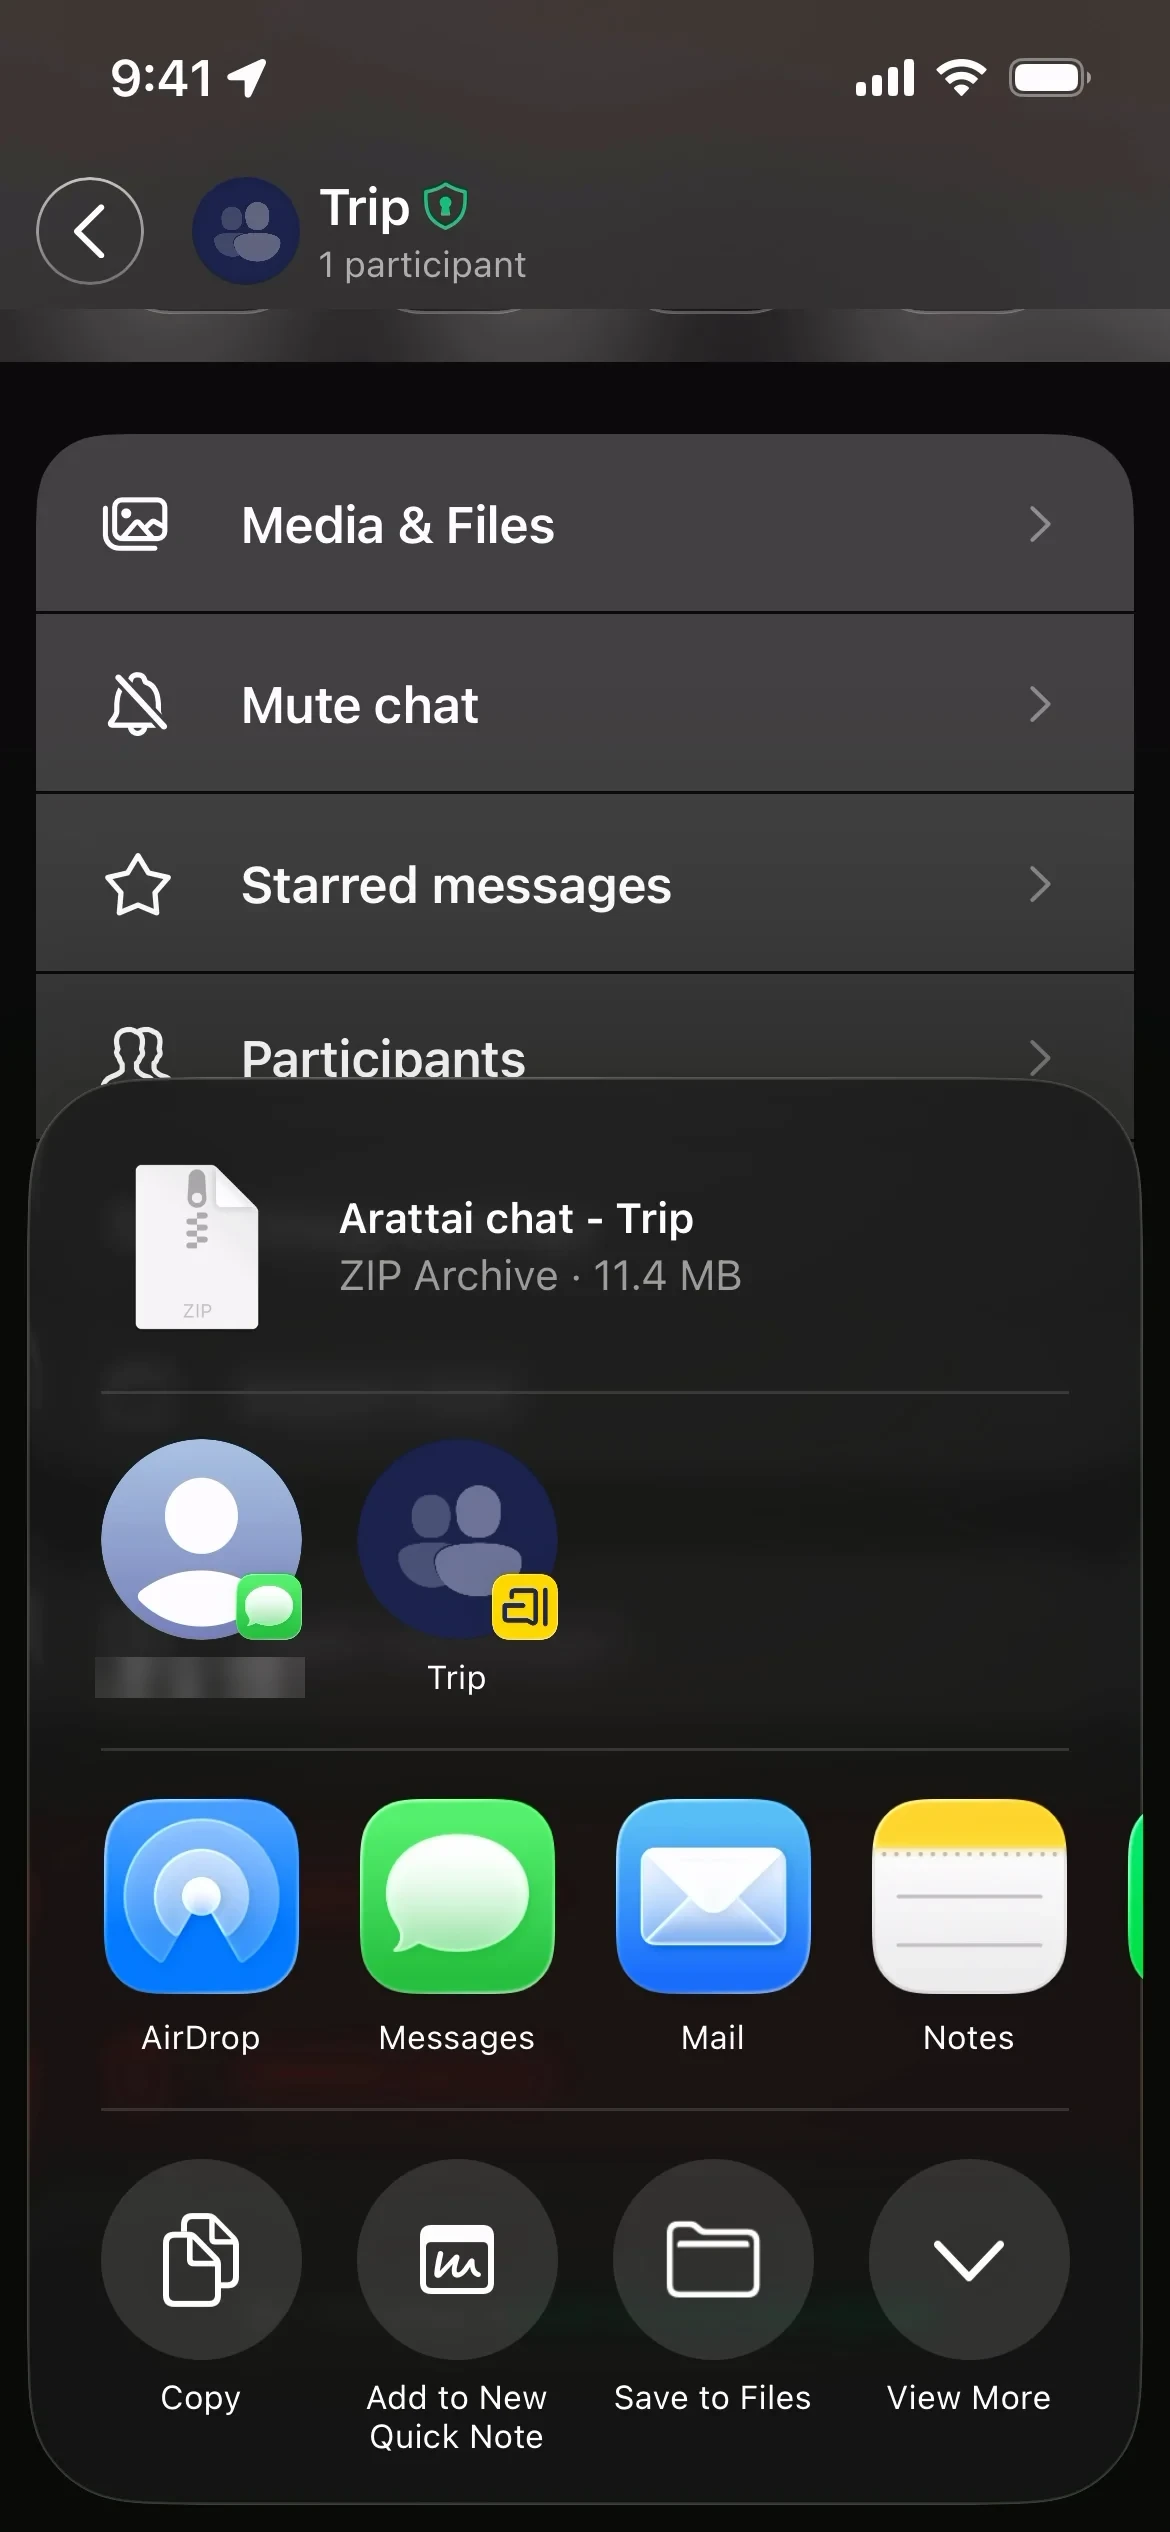 9:41
Trip
1 participant
Media & Files
Mute chat
Starred messages
Participants
Arattai chat - Trip
ZIP Archive · 11.4 MB
ZIP
Trip
AirDrop
Messages
Mail
Notes
Copy
Add to New
Quick Note
Save to Files
View More